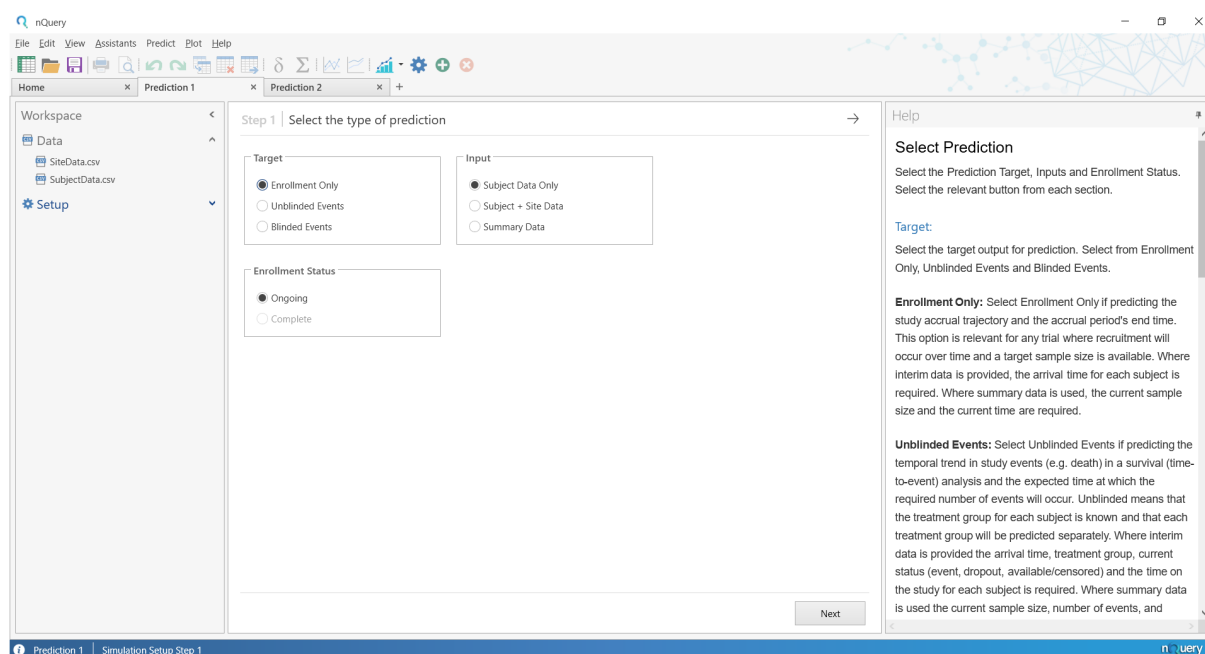 nQuery
File Edit View Assistants Predict Plot Help
Home × Prediction 1 × Prediction 2 × +
Workspace
Data
SiteData.csv
SubjectData.csv
Setup
Step 1 | Select the type of prediction
Target
Enrollment Only
Unblinded Events
Blinded Events
Input
Subject Data Only
Subject + Site Data
Summary Data
Enrollment Status
Ongoing
Complete
Next
Help
Select Prediction
Select the Prediction Target, Inputs and Enrollment Status.
Select the relevant button from each section.
Target:
Select the target output for prediction. Select from Enrollment
Only, Unblinded Events and Blinded Events.
Enrollment Only: Select Enrollment Only if predicting the
study accrual trajectory and the accrual period's end time.
This option is relevant for any trial where recruitment will
occur over time and a target sample size is available. Where
interim data is provided, the arrival time for each subject is
required. Where summary data is used, the current sample
size and the current time are required.
Unblinded Events: Select Unblinded Events if predicting the
temporal trend in study events (e.g. death) in a survival (time-
to-event) analysis and the expected time at which the
required number of events will occur. Unblinded means that
the treatment group for each subject is known and that each
treatment group will be predicted separately. Where interim
data is provided the arrival time, treatment group, current
status (event, dropout, available/censored) and the time on
the study for each subject is required. Where summary data
is used the current sample size, number of events, and
Prediction 1 | Simulation Setup Step 1
nQuery